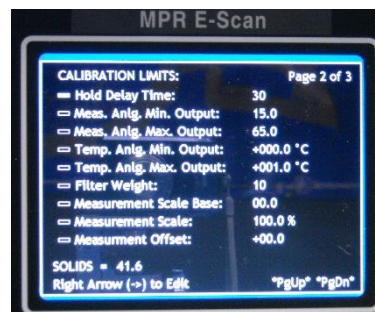 MPR E-Scan
CALIBRATION LIMITS: Page 2 of 3
Hold Delay Time: 30
Meas. Anlg. Min. Output: 15.0
Meas. Anlg. Max. Output: 65.0
Temp. Anlg. Min. Output: +000.0 °C
Temp. Anlg. Max. Output: +001.0 °C
Filter Weight: 10
Measurement Scale Base: 00.0
Measurement Scale: 100.0 %
Measurment Offset: +00.0
SOLIDS = 41.6
Right Arrow (->) to Edit *PgUp* *PgDn*